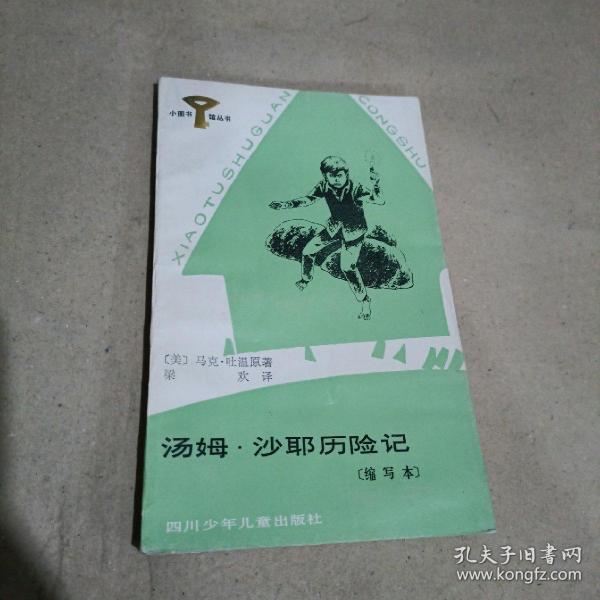 小图书馆丛书
XIAOTUSHUGUAN
CONGSHU
〔美〕马克·吐温原著
梁 欢 译
汤姆·沙耶历险记
〔缩写本〕
四川少年儿童出版社
孔夫子旧书网
www.kongfz.com